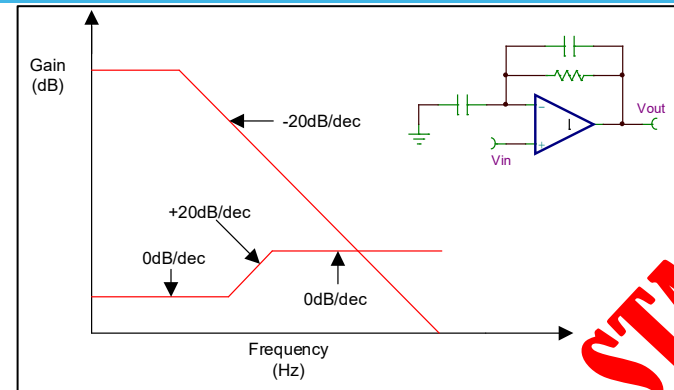 Gain
(dB)
-20dB/dec
+20dB/dec
0dB/dec
0dB/dec
Frequency
(Hz)
Vin
Vout